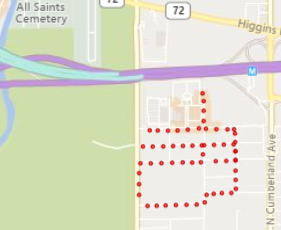 72
All Saints
Cemetery
72
Higgins
M
N Cumberland Ave